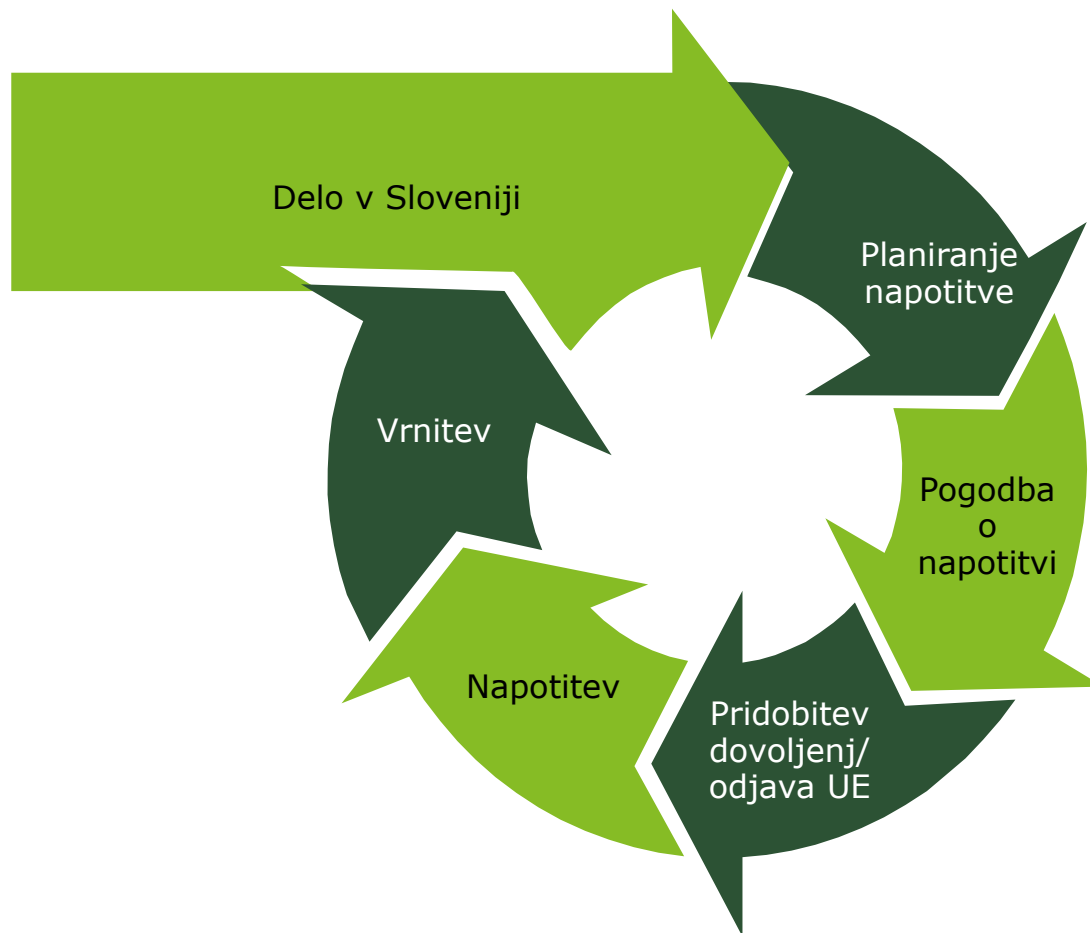 Delo v Sloveniji
Planiranje
napotitve
Pogodba
o
napotitvi
Pridobitev
dovoljenj/
odjava UE
Napotitev
Vrnitev